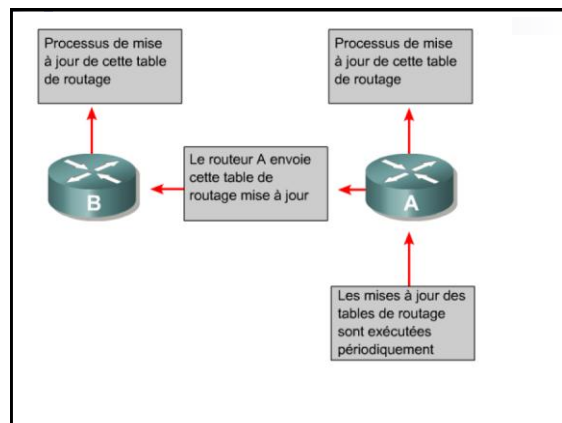 Processus de mise
à jour de cette table
de routage
Processus de mise
à jour de cette table
de routage
Le routeur A envoie
cette table de
routage mise à jour
B
A
Les mises à jour des
tables de routage
sont exécutées
périodiquement